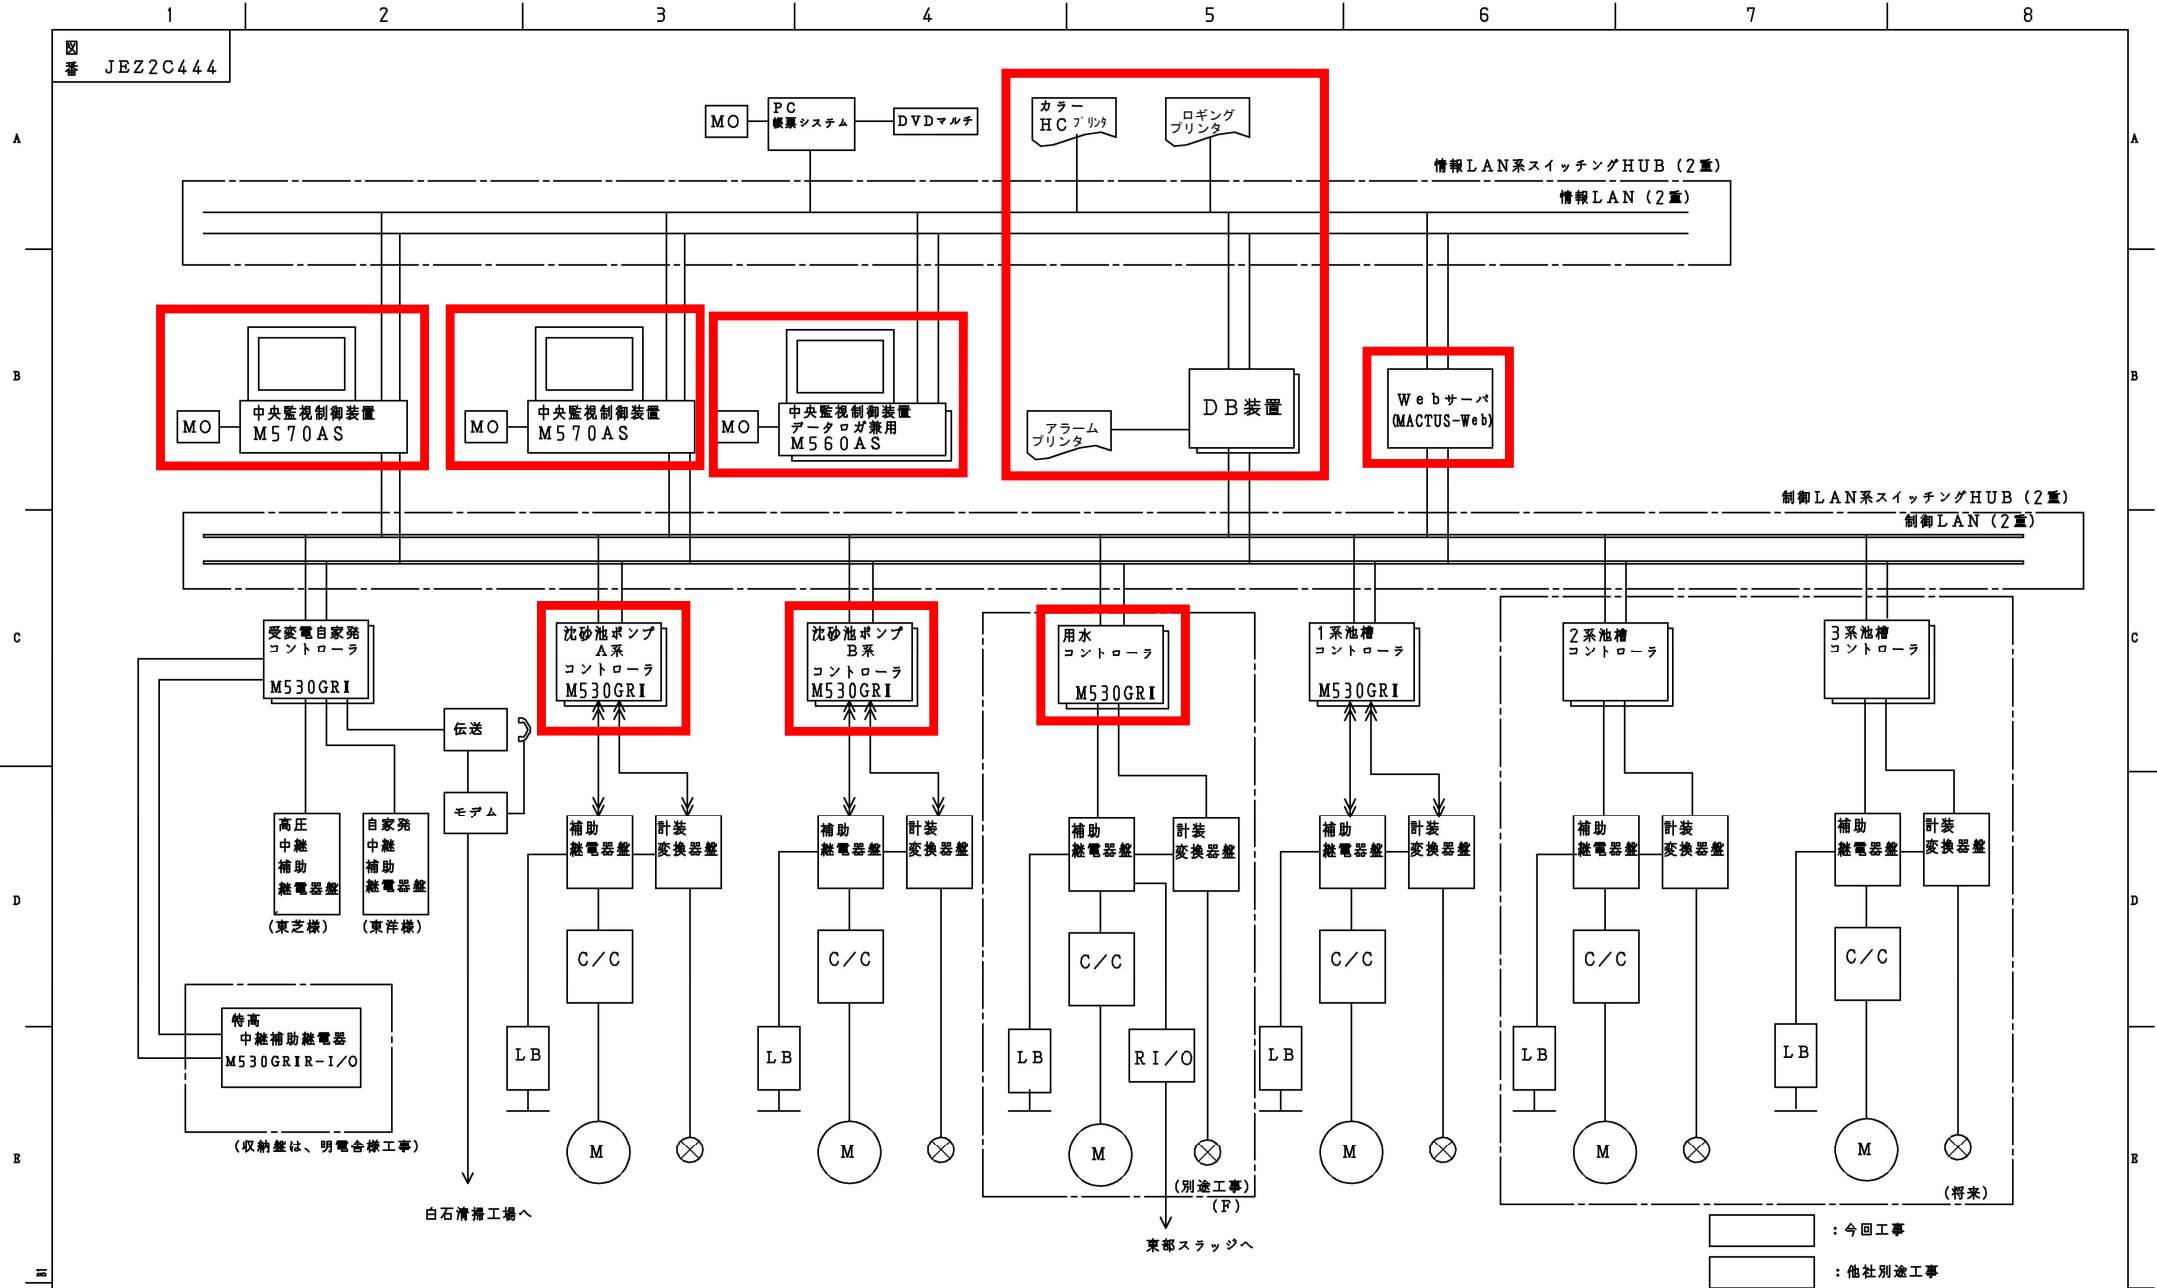 1 2 3 4 5 6 7 8
図番 JEZ2C444
A
A
MO
PC
帳票システム
DVDマルチ
カラー
HCプリンタ
ロギング
プリンタ
情報LAN系スイッチングHUB(2重)
情報LAN(2重)
B
B
MO
中央監視制御装置
M570AS
MO
中央監視制御装置
M570AS
MO
中央監視制御装置
データロガ兼用
M560AS
アラーム
プリンタ
DB装置
Webサーバ
(MACTUS-Web)
制御LAN系スイッチングHUB(2重)
制御LAN(2重)
C
C
受変電自家発
コントローラ
M530GRⅡ
沈砂池ポンプ
A系
コントローラ
M530GRⅡ
沈砂池ポンプ
B系
コントローラ
M530GRⅡ
用水
コントローラ
M530GRⅡ
1系池槽
コントローラ
M530GRⅡ
2系池槽
コントローラ
3系池槽
コントローラ
伝送
モデム
高圧
中継
補助
継電器盤
(東芝様)
自家発
中継
補助
継電器盤
(東洋様)
補助
継電器盤
計装
変換器盤
補助
継電器盤
計装
変換器盤
補助
継電器盤
計装
変換器盤
補助
継電器盤
計装
変換器盤
補助
継電器盤
計装
変換器盤
補助
継電器盤
計装
変換器盤
D
D
C/C
C/C
C/C
C/C
C/C
C/C
特高
中継補助継電器
M530GRⅡR-I/O
(収納盤は、明電舎様工事)
LB
LB
LB
RI/O
LB
LB
LB
E
E
M
M
M
M
M
M
(別途工事)
(F)
(将来)
白石清掃工場へ
東部スラッジへ
:今回工事
:他社別途工事